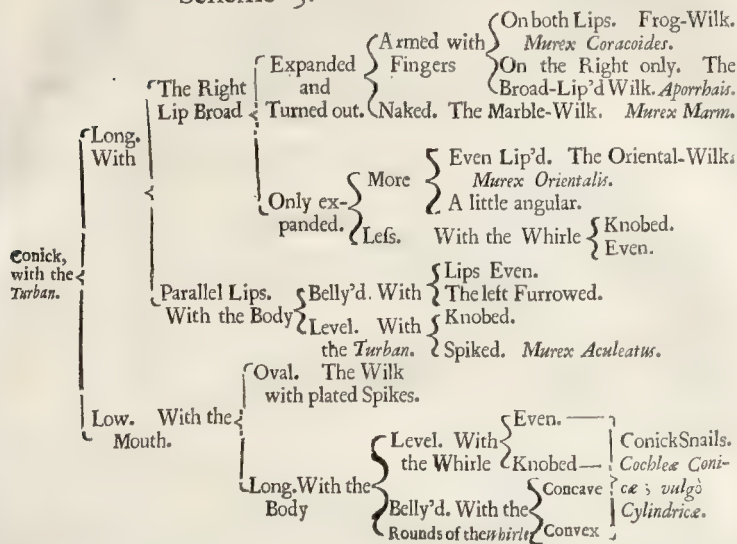 Scheme 3.
Conick, with the Turban.
Long. With
The Right Lip Broad
Expanded and Turned out.
Armed with Fingers
On both Lips. Frog-Wilk.
Murex Coracoides.
On the Right only. The
Broad-Lip'd Wilk. Aporrhais.
Naked. The Marble-Wilk. Murex Marm.
Only expanded.
More
Even Lip'd. The Oriental-Wilk.
Murex Orientalis.
A little angular.
Leſs. With the Whirle
Knobed.
Even.
Parallel Lips.
With the Body
Belly'd. With
Lips Even.
The left Furrowed.
Level. With
the Turban.
Knobed.
Spiked. Murex Aculeatus.
Low. With the
Mouth.
Oval. The Wilk
with plated Spikes.
Long. With the
Body
Level. With
the Whirle
Even.
Knobed
Belly'd. With the
Rounds of the Whirle
Concave
Convex
Conick Snails.
Cochleæ Coni-
cæ; vulgò
Cylindricæ.